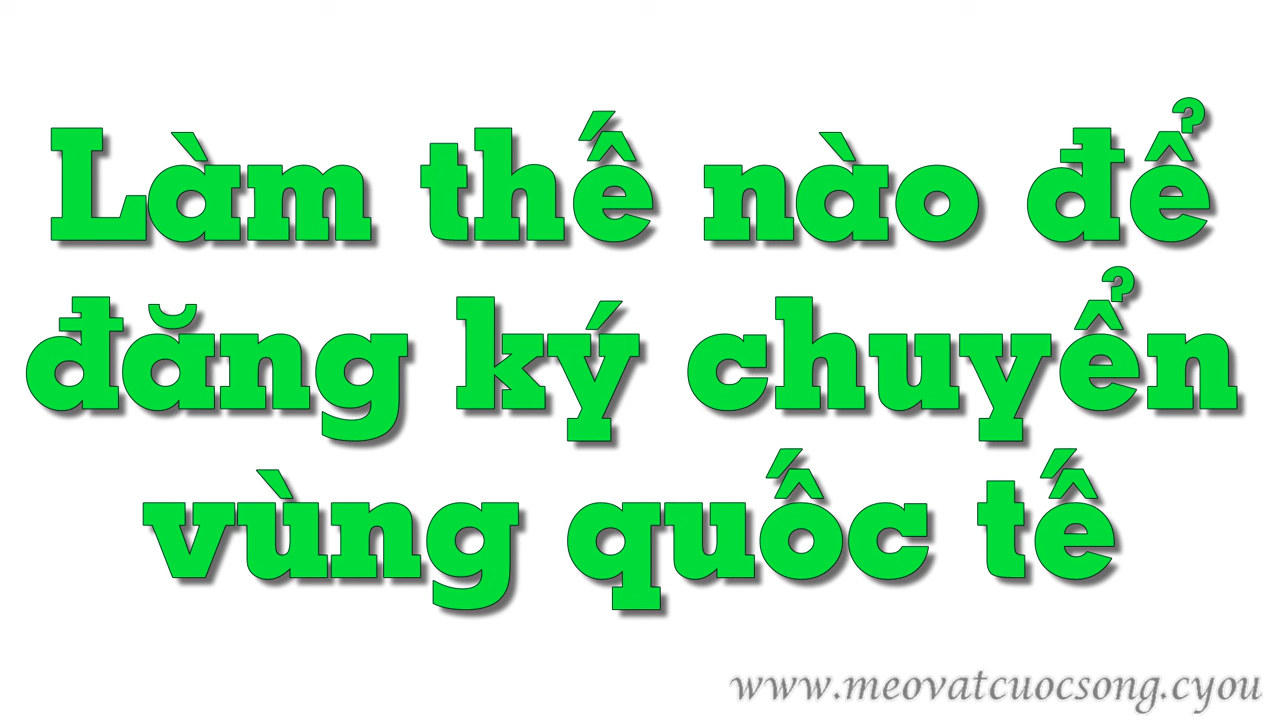 Làm thế nào để
đăng ký chuyển
vùng quốc tế
www.meovatcuocsong.cyou